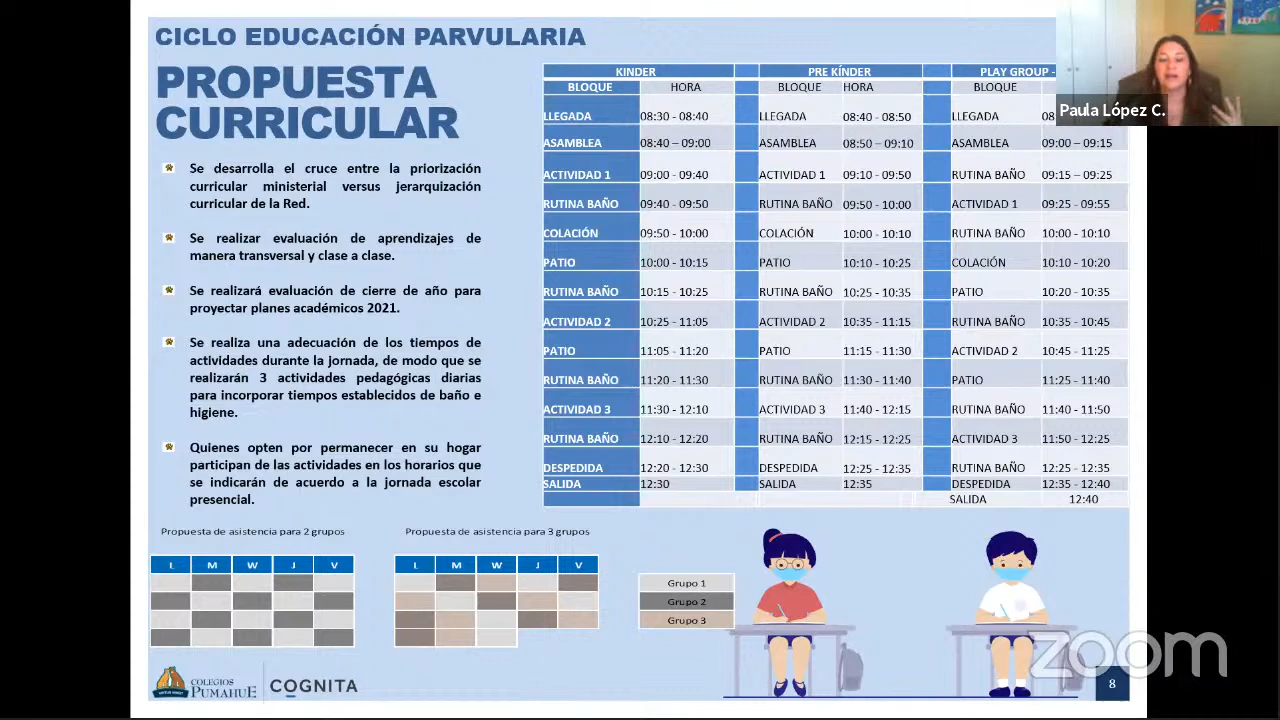 CICLO EDUCACIÓN PARVULARIA
PROPUESTA
CURRICULAR
Se desarrolla el cruce entre la priorización
curricular ministerial versus jerarquización
curricular de la Red.
Se realizar evaluación de aprendizajes de
manera transversal y clase a clase.
Se realizará evaluación de cierre de año para
proyectar planes académicos 2021.
Se realiza una adecuación de los tiempos de
actividades durante la jornada, de modo que se
realizarán 3 actividades pedagógicas diarias
para incorporar tiempos establecidos de baño e
higiene.
Quienes opten por permanecer en su hogar
participan de las actividades en los horarios que
se indicarán de acuerdo a la jornada escolar
presencial.
KINDER PRE KÍNDER PLAY GROUP -
BLOQUE HORA BLOQUE HORA BLOQUE
LLEGADA 08:30 - 08:40 LLEGADA 08:40 - 08:50 LLEGADA 08
ASAMBLEA 08:40 – 09:00 ASAMBLEA 08:50 – 09:10 ASAMBLEA 09:00 – 09:15
ACTIVIDAD 1 09:00 - 09:40 ACTIVIDAD 1 09:10 - 09:50 RUTINA BAÑO 09:15 – 09:25
RUTINA BAÑO 09:40 - 09:50 RUTINA BAÑO 09:50 - 10:00 ACTIVIDAD 1 09:25 - 09:55
COLACIÓN 09:50 - 10:00 COLACIÓN 10:00 - 10:10 RUTINA BAÑO 10:00 - 10:10
PATIO 10:00 - 10:15 PATIO 10:10 - 10:25 COLACIÓN 10:10 - 10:20
RUTINA BAÑO 10:15 - 10:25 RUTINA BAÑO 10:25 - 10:35 PATIO 10:20 - 10:35
ACTIVIDAD 2 10:25 - 11:05 ACTIVIDAD 2 10:35 - 11:15 RUTINA BAÑO 10:35 - 10:45
PATIO 11:05 - 11:20 PATIO 11:15 - 11:30 ACTIVIDAD 2 10:45 - 11:25
RUTINA BAÑO 11:20 - 11:30 RUTINA BAÑO 11:30 - 11:40 PATIO 11:25 - 11:40
ACTIVIDAD 3 11:30 - 12:10 ACTIVIDAD 3 11:40 - 12:15 RUTINA BAÑO 11:40 - 11:50
RUTINA BAÑO 12:10 - 12:20 RUTINA BAÑO 12:15 - 12:25 ACTIVIDAD 3 11:50 - 12:25
DESPEDIDA 12:20 - 12:30 DESPEDIDA 12:25 - 12:35 RUTINA BAÑO 12:25 - 12:35
SALIDA 12:30 SALIDA 12:35 DESPEDIDA 12:35 - 12:40
SALIDA 12:40
Paula López C.
Propuesta de asistencia para 2 grupos
L M W J V
Propuesta de asistencia para 3 grupos
L M W J V
Grupo 1
Grupo 2
Grupo 3
COLEGIOS
PUMAHUE
COGNITA
zoom
8